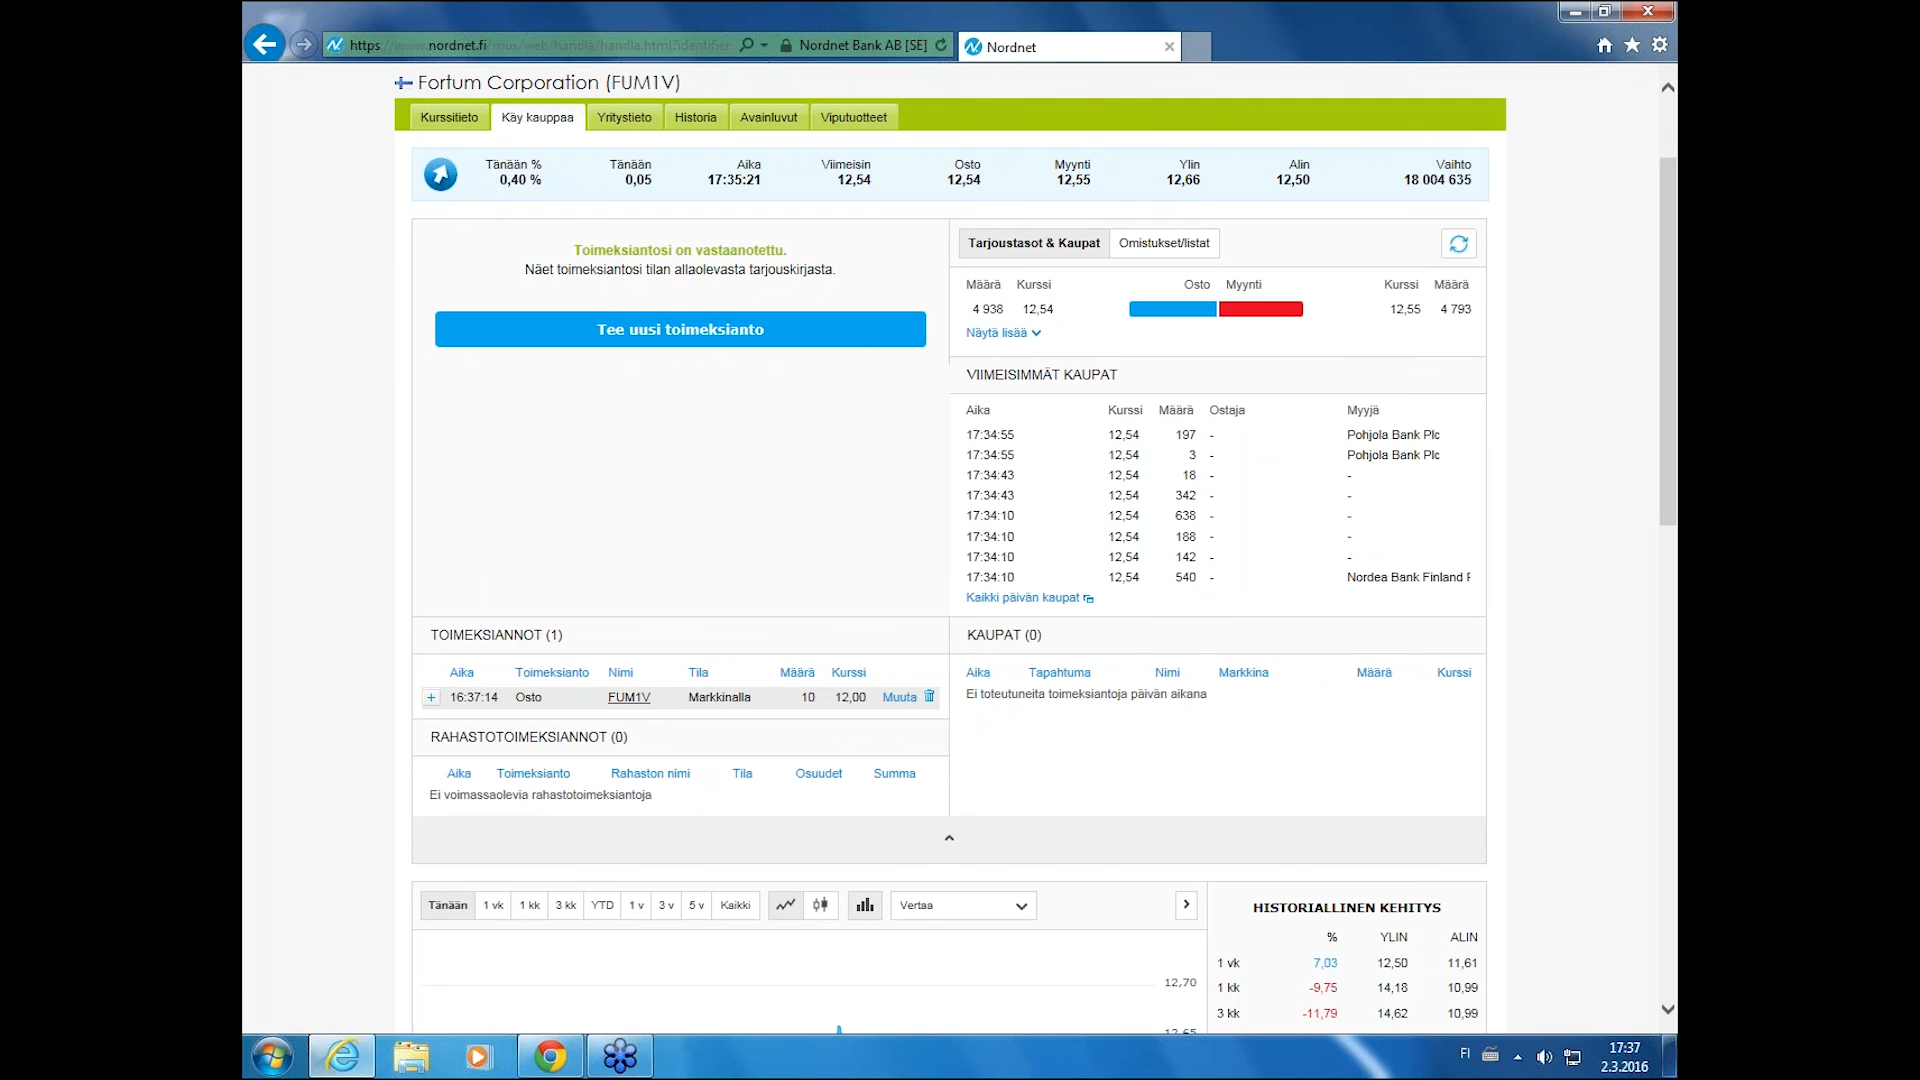 https://www.nordnet.fi/mux/web/handla/handla.html?identifier Nordnet Bank AB [SE] Nordnet
Fortum Corporation (FUM1V)
Kurssitieto Käy kauppaa Yritystieto Historia Avainluvut Viputuotteet
Tänään % Tänään Aika Viimeisin Osto Myynti Ylin Alin Vaihto
0,40 % 0,05 17:35:21 12,54 12,54 12,55 12,66 12,50 18 004 635
Toimeksiantosi on vastaanotettu.
Näet toimeksiantosi tilan allaolevasta tarjouskirjasta.
Tee uusi toimeksianto
Tarjoustasot & Kaupat Omistukset/listat
Määrä Kurssi Osto Myynti Kurssi Määrä
4 938 12,54 12,55 4 793
Näytä lisää
VIIMEISIMMÄT KAUPAT
Aika Kurssi Määrä Ostaja Myyjä
17:34:55 12,54 197 - Pohjola Bank Plc
17:34:55 12,54 3 - Pohjola Bank Plc
17:34:43 12,54 18 - -
17:34:43 12,54 342 - -
17:34:10 12,54 638 - -
17:34:10 12,54 188 - -
17:34:10 12,54 142 - -
17:34:10 12,54 540 - Nordea Bank Finland
Kaikki päivän kaupat
TOIMEKSIANNOT (1)
Aika Toimeksianto Nimi Tila Määrä Kurssi
+ 16:37:14 Osto FUM1V Markkinalla 10 12,00 Muuta
KAUPAT (0)
Aika Tapahtuma Nimi Markkina Määrä Kurssi
Ei toteutuneita toimeksiantoja päivän aikana
RAHASTOTOIMEKSIANNOT (0)
Aika Toimeksianto Rahaston nimi Tila Osuudet Summa
Ei voimassaolevia rahastotoimeksiantoja
Tänään 1 vk 1 kk 3 kk YTD 1 v 3 v 5 v Kaikki Vertaa
12,70
12,65
HISTORIALLINEN KEHITYS
% YLIN ALIN
1 vk 7,03 12,50 11,61
1 kk -9,75 14,18 10,99
3 kk -11,79 14,62 10,99
FI 17:37
2.3.2016